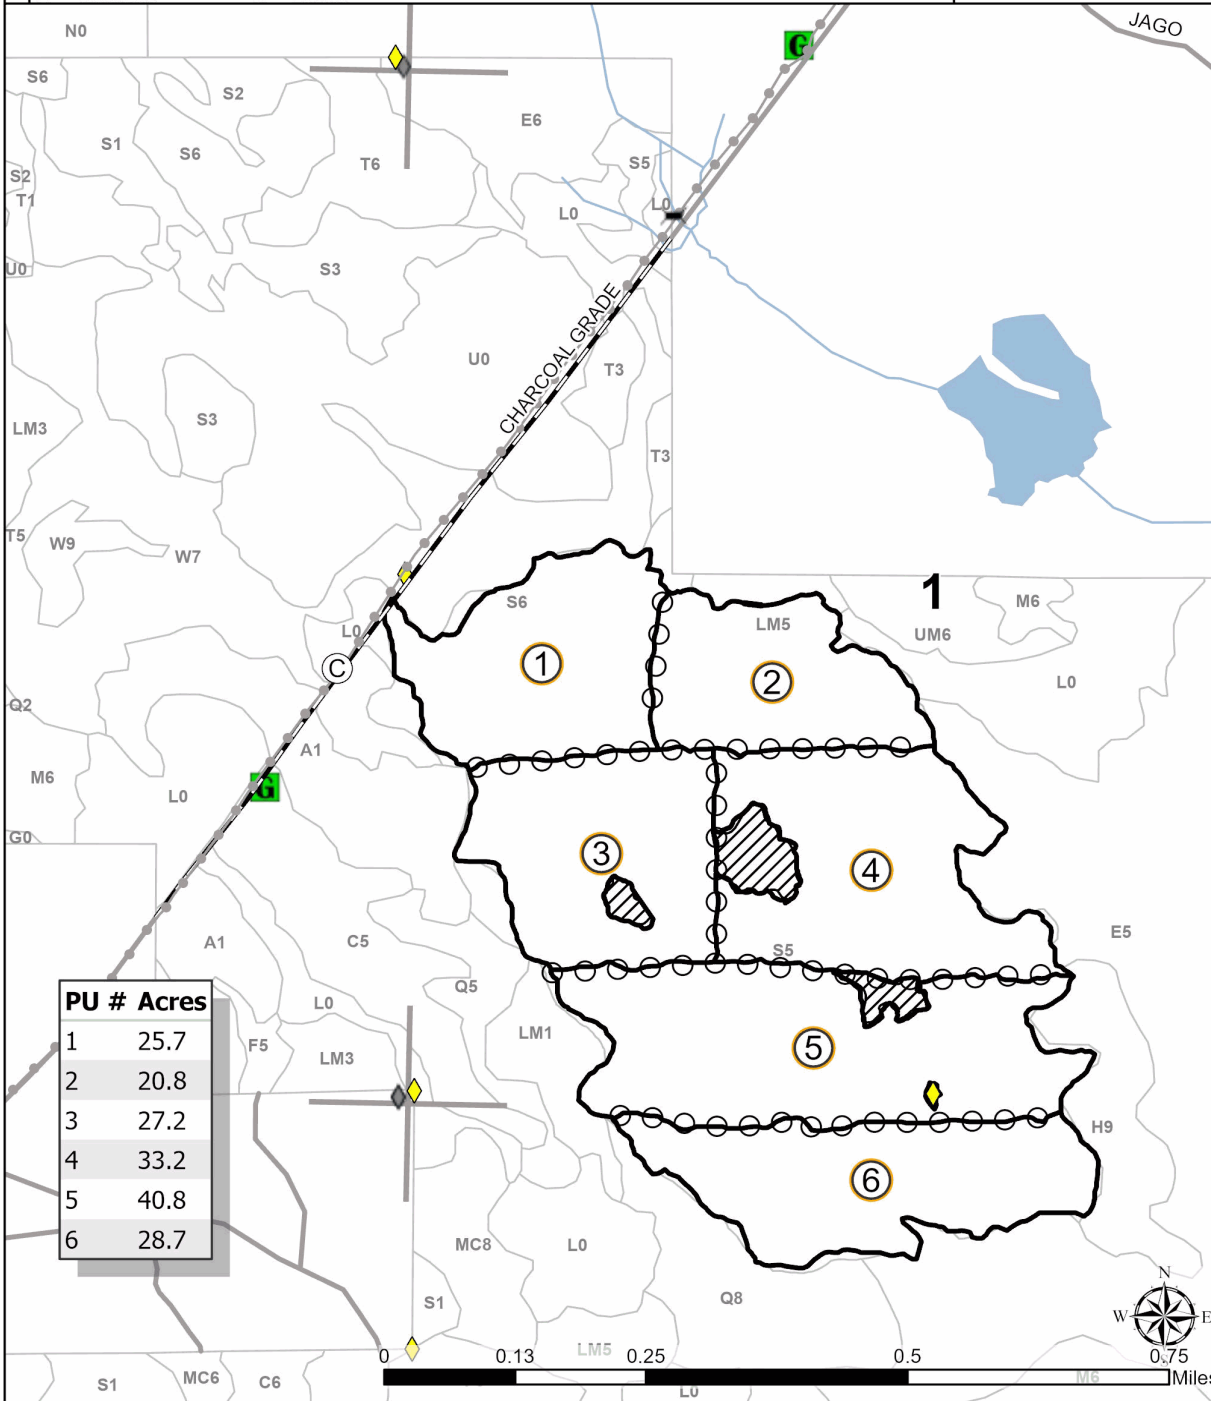 JAGO
N0
G
S6
S2
E6
S1
S6
T6
S5
S2
T1
L0
L0
U0
S3
CHARCOAL GRADE
U0
T3
S3
LM3
T3
T5
W9
W7
1
S6
M6
LM5
UM6
L0
C
1
2
L0
Q2
A1
M6
G
L0
G0
3
4
A1
C5
S5
E5
Q5
L0
LM1
F5
LM3
5
H9
6
PU # Acres
1 25.7
2 20.8
3 27.2
4 33.2
5 40.8
6 28.7
MC8
L0
N
W E
S
S1
Q8
LM5
0 0.13 0.25 0.5 0.75
Miles
S1
MC6
C6
M6
L0